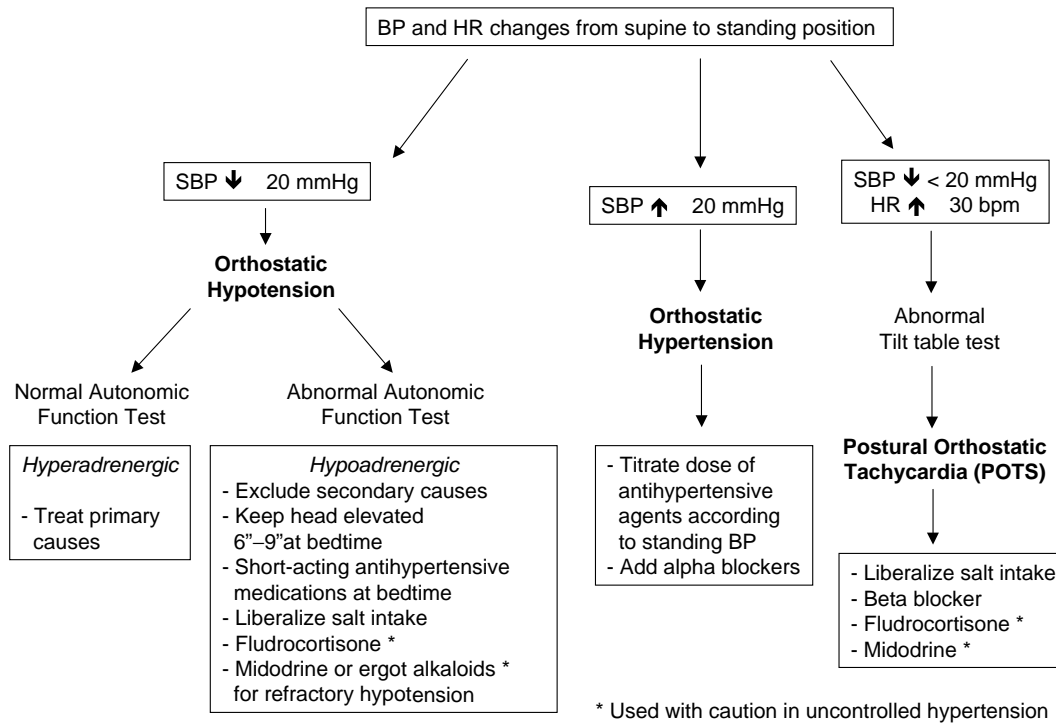 BP and HR changes from supine to standing position
SBP ↓ 20 mmHg
Orthostatic
Hypotension
Normal Autonomic
Function Test
Hyperadrenergic
- Treat primary
causes
Abnormal Autonomic
Function Test
Hypoadrenergic
- Exclude secondary causes
- Keep head elevated
6”–9”at bedtime
- Short-acting antihypertensive
medications at bedtime
- Liberalize salt intake
- Fludrocortisone *
- Midodrine or ergot alkaloids *
for refractory hypotension
SBP ↑ 20 mmHg
Orthostatic
Hypertension
- Titrate dose of
antihypertensive
agents according
to standing BP
- Add alpha blockers
SBP ↓ < 20 mmHg
HR ↑ 30 bpm
Abnormal
Tilt table test
Postural Orthostatic
Tachycardia (POTS)
- Liberalize salt intake
- Beta blocker
- Fludrocortisone *
- Midodrine *
* Used with caution in uncontrolled hypertension